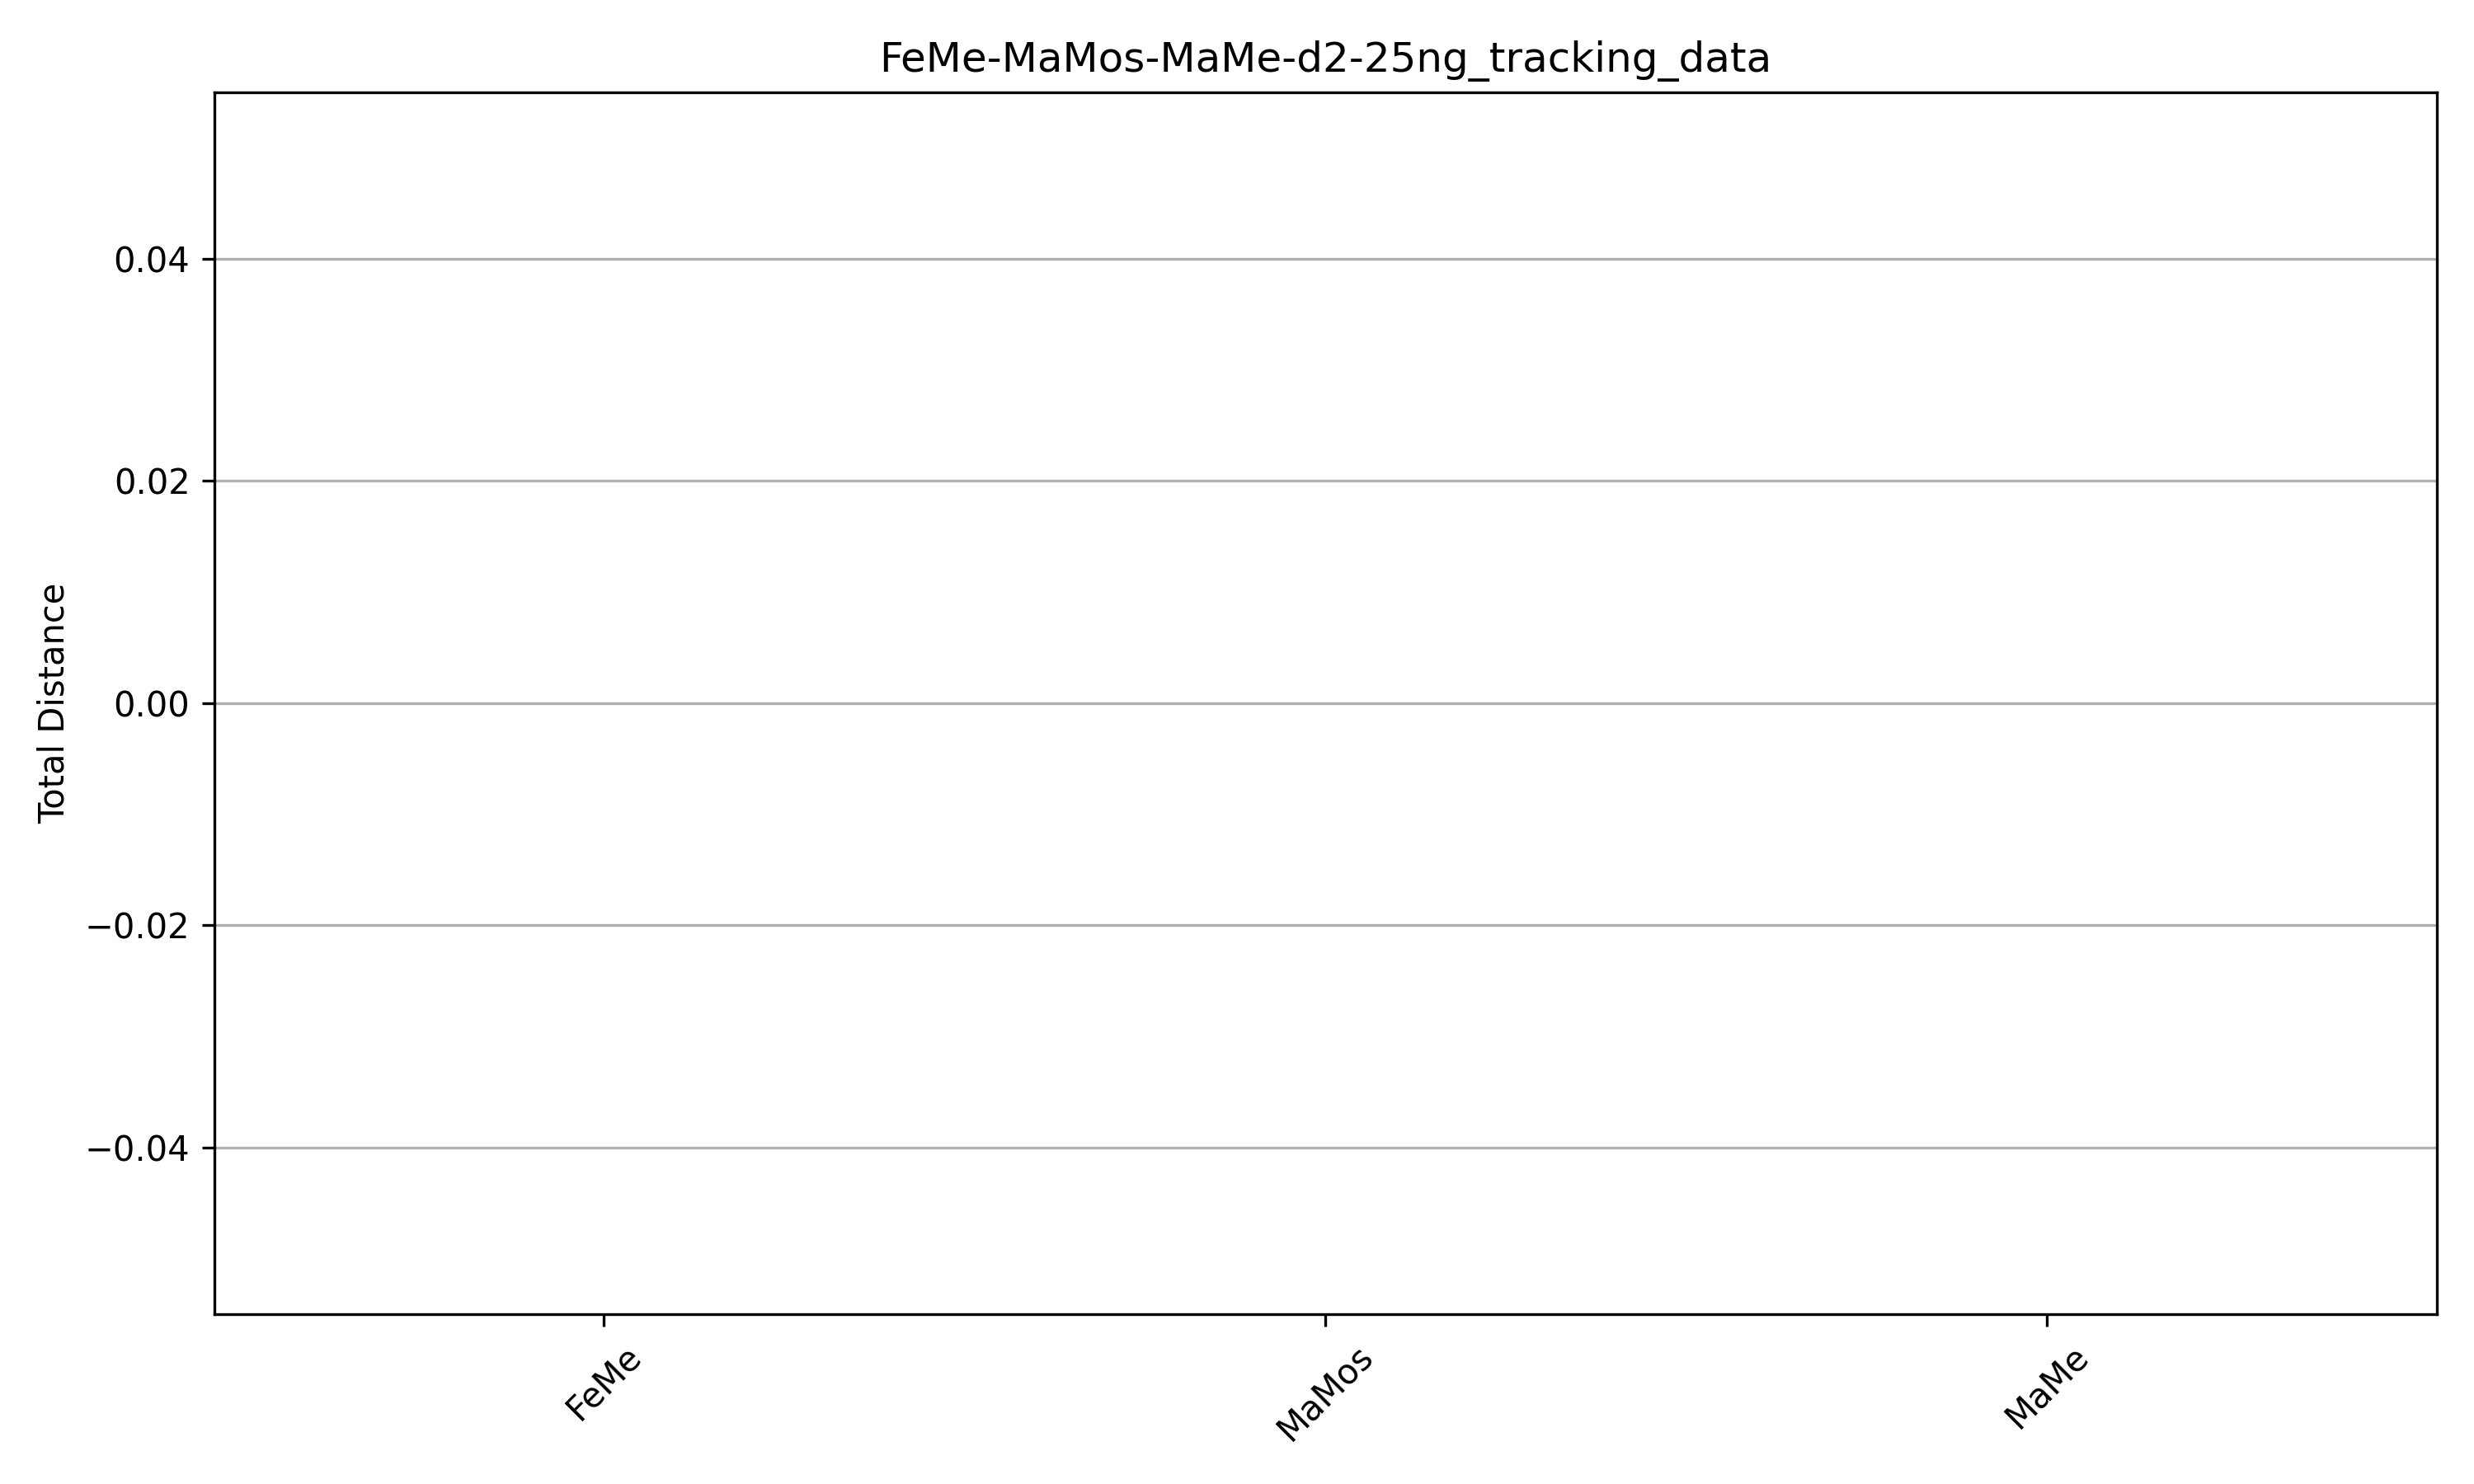 FeMe-MaMos-MaMe-d2-25ng_tracking_data
Total Distance
0.04
0.02
0.00
−0.02
−0.04
FeMe
MaMos
MaMe